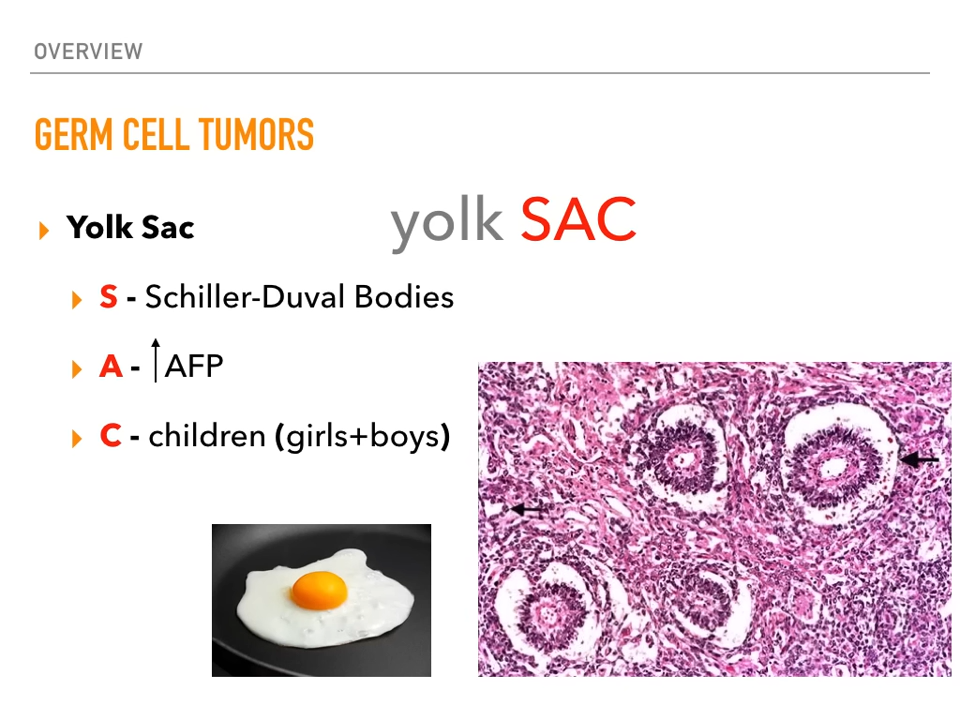 OVERVIEW
GERM CELL TUMORS
Yolk Sac
yolk SAC
S - Schiller-Duval Bodies
A - ↑AFP
C - children (girls+boys)